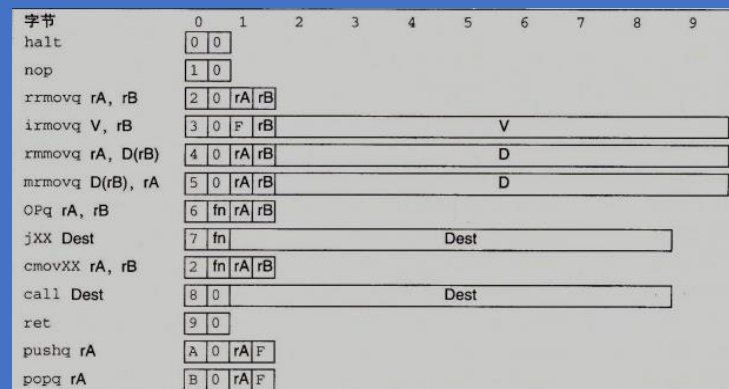 字节 0 1 2 3 4 5 6 7 8 9
halt 0 0
nop 1 0
rrmovq rA, rB 2 0 rA rB
irmovq V, rB 3 0 F rB V
rmmovq rA, D(rB) 4 0 rA rB D
mrmovq D(rB), rA 5 0 rA rB D
OPq rA, rB 6 fn rA rB
jXX Dest 7 fn Dest
cmovXX rA, rB 2 fn rA rB
call Dest 8 0 Dest
ret 9 0
pushq rA A 0 rA F
popq rA B 0 rA F